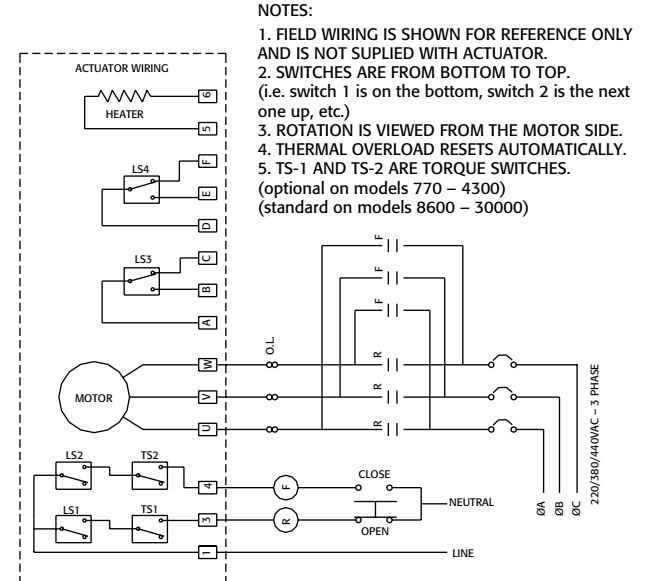 NOTES:
1. FIELD WIRING IS SHOWN FOR REFERENCE ONLY
AND IS NOT SUPLIED WITH ACTUATOR.
2. SWITCHES ARE FROM BOTTOM TO TOP.
(i.e. switch 1 is on the bottom, switch 2 is the next
one up, etc.)
3. ROTATION IS VIEWED FROM THE MOTOR SIDE.
4. THERMAL OVERLOAD RESETS AUTOMATICALLY.
5. TS-1 AND TS-2 ARE TORQUE SWITCHES.
(optional on models 770 – 4300)
(standard on models 8600 – 30000)
ACTUATOR WIRING
6
HEATER
5
F
LS4
E
D
C
LS3
B
A
F
F
F
O.L
W
R
MOTOR
V
R
U
R
220/380/440VAC – 3 PHASE
ØA
ØB
ØC
LS2
TS2
4
F
CLOSE
NEUTRAL
LS1
TS1
3
R
OPEN
1
LINE